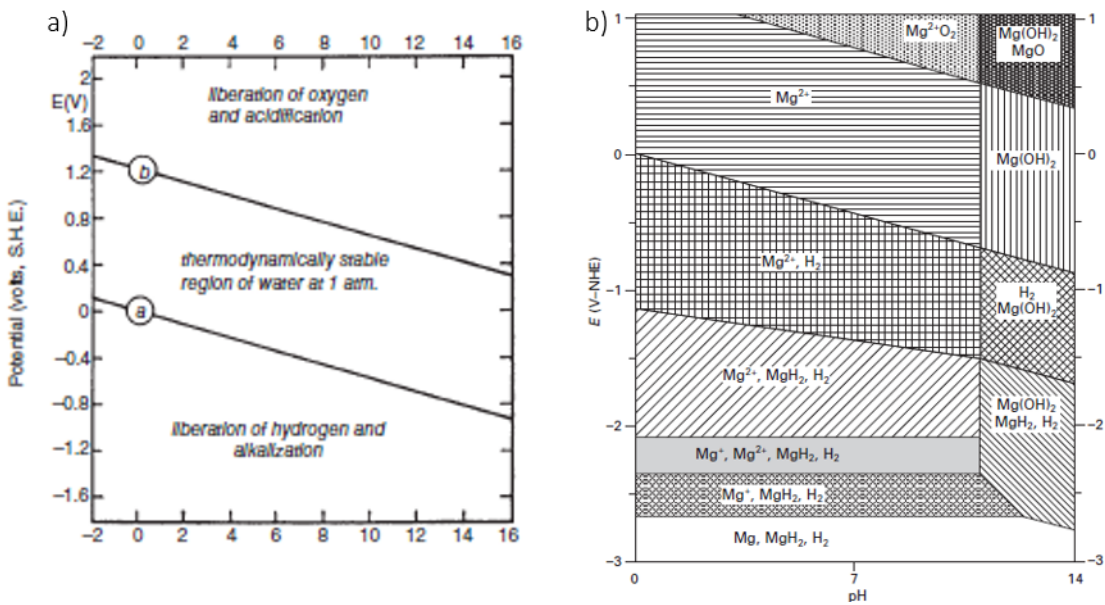 a)
-2 0 2 4 6 8 10 12 14 16
2
E(V)
1.6
1.2
0.8
0.4
0
-0.4
-0.8
-1.2
-1.6
Potential (volts, S.H.E.)
liberation of oxygen
and acidification
b
thermodynamically stable
region of water at 1 atm.
a
liberation of hydrogen and
alkalization
-2 0 2 4 6 8 10 12 14 16
b)
1
0
-1
-2
-3
E (V-NHE)
Mg2+O2
Mg(OH)2
MgO
Mg2+
Mg(OH)2
Mg2+, H2
H2
Mg(OH)2
Mg2+, MgH2, H2
Mg(OH)2
MgH2, H2
Mg+, Mg2+, MgH2, H2
Mg+, MgH2, H2
Mg, MgH2, H2
1
0
-1
-2
-3
0 7 14
pH